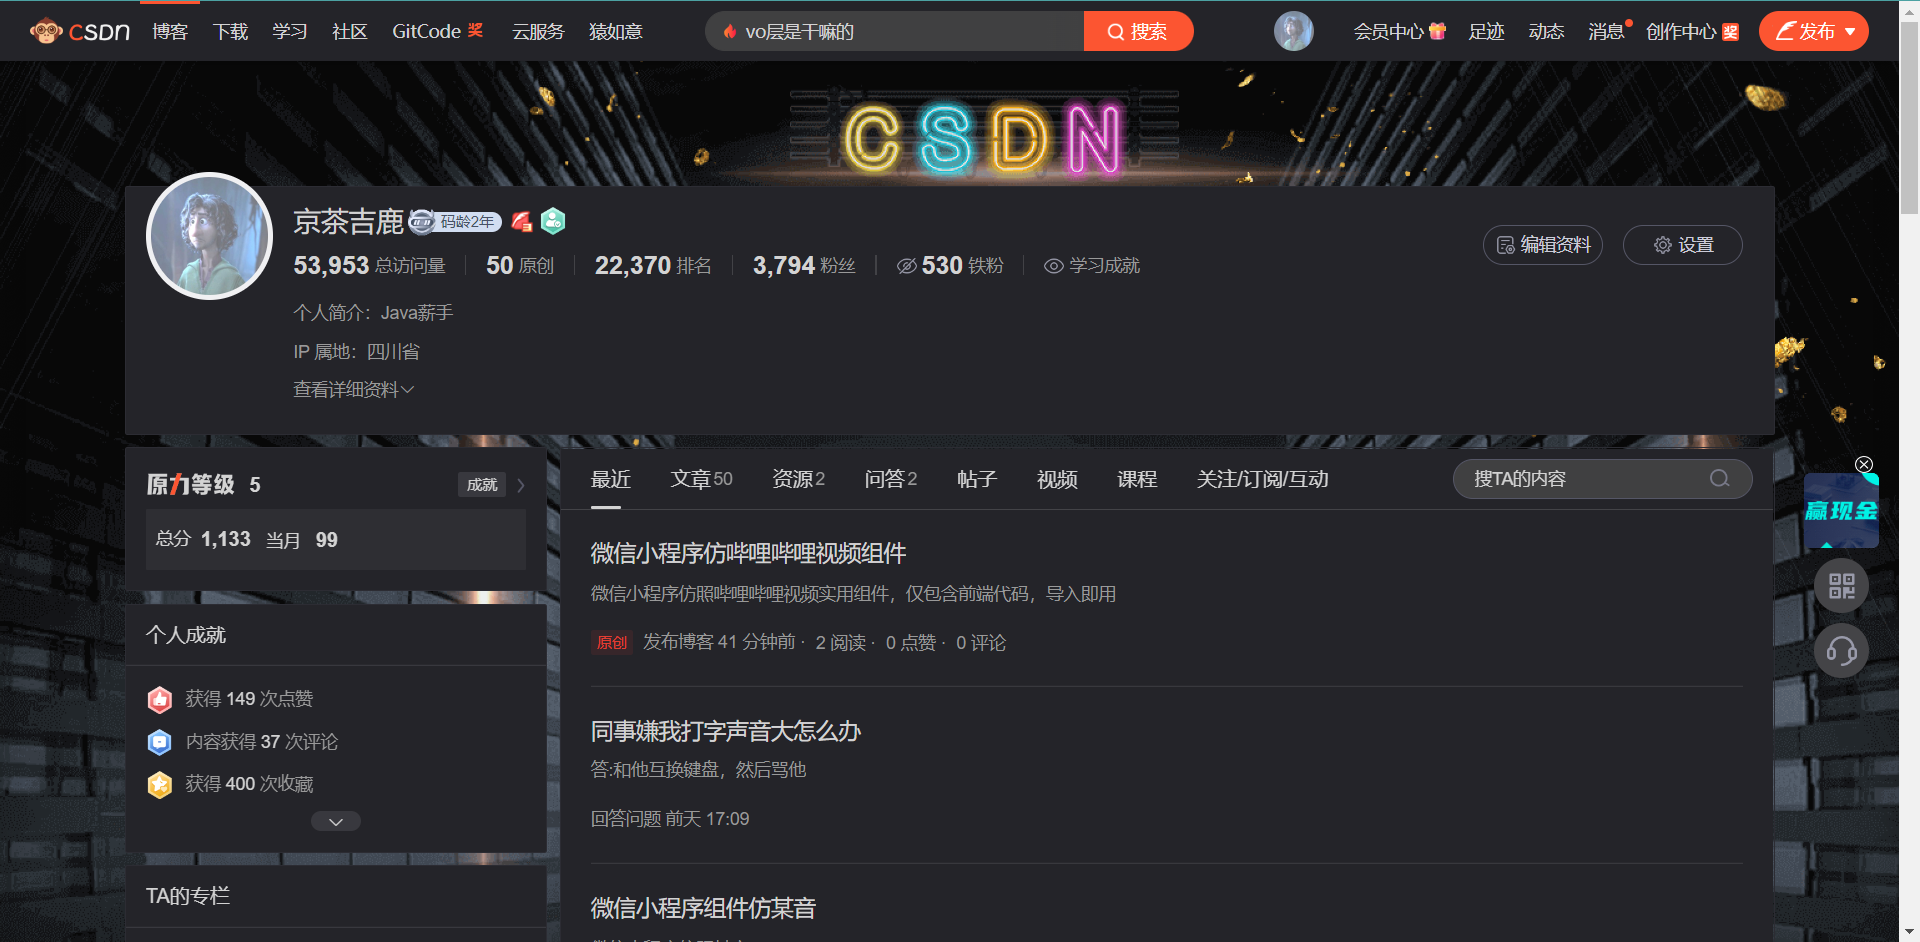 CSDN 博客 下载 学习 社区 GitCode 奖 云服务 猿如意 vo层是干嘛的 搜索 会员中心 足迹 动态 消息 创作中心 奖 发布
CSDN
京茶吉鹿 码龄2年
编辑资料 设置
53,953 总访问量 50 原创 22,370 排名 3,794 粉丝 530 铁粉 学习成就
个人简介：Java薪手
IP 属地：四川省
查看详细资料
原力等级 5 成就
总分 1,133 当月 99
个人成就
获得 149 次点赞
内容获得 37 次评论
获得 400 次收藏
TA的专栏
最近 文章50 资源2 问答2 帖子 视频 课程 关注/订阅/互动 搜TA的内容
微信小程序仿哔哩哔哩视频组件
微信小程序仿照哔哩哔哩视频实用组件，仅包含前端代码，导入即用
原创 发布博客 41 分钟前 · 2 阅读 · 0 点赞 · 0 评论
同事嫌我打字声音大怎么办
答:和他互换键盘，然后骂他
回答问题 前天 17:09
微信小程序组件仿某音
赢现金